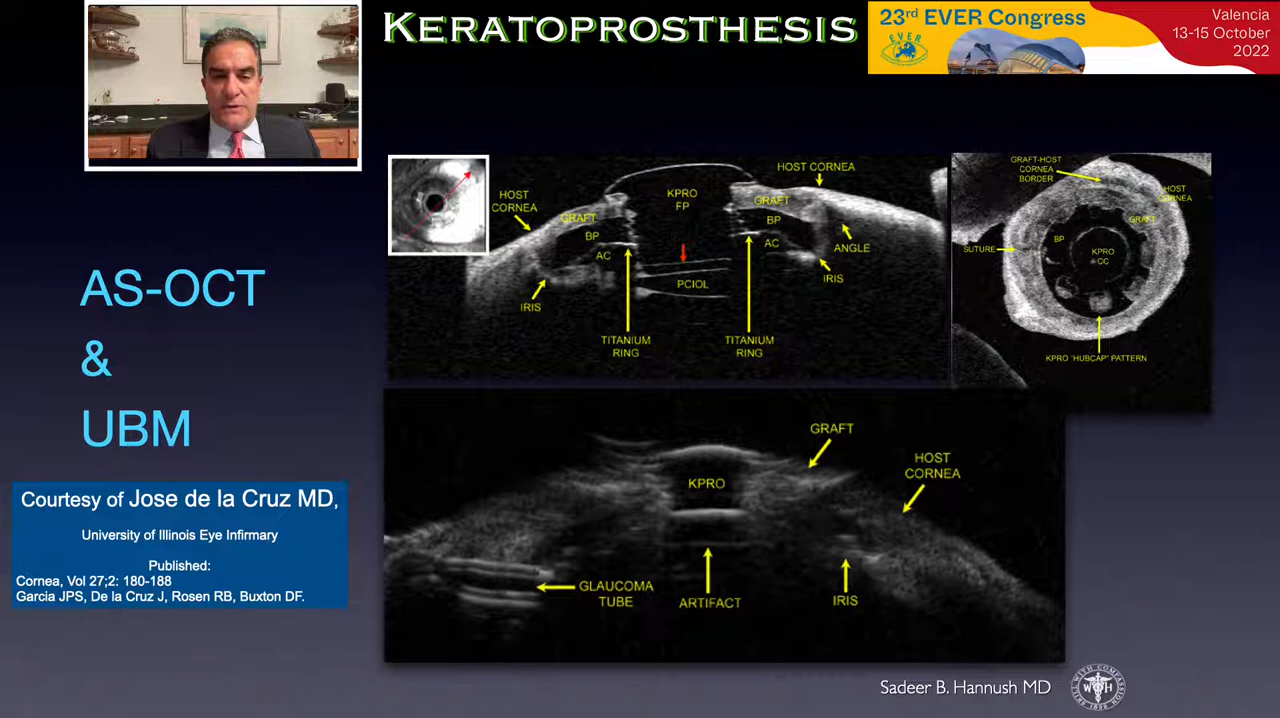 KERATOPROSTHESIS
23rd EVER Congress
EVER
Valencia
13-15 October
2022
HOST
CORNEA
GRAFT
BP
AC
IRIS
KPRO
FP
PCIOL
TITANIUM
RING
TITANIUM
RING
HOST CORNEA
GRAFT
BP
AC
ANGLE
IRIS
GRAFT-HOST
CORNEA
BORDER
HOST
CORNEA
GRAFT
SUTURE
BP
KPRO
CC
KPRO "HUBCAP" PATTERN
AS-OCT
&
UBM
Courtesy of Jose de la Cruz MD,
University of Illinois Eye Infirmary
Published:
Cornea, Vol 27;2: 180-188
Garcia JPS, De la Cruz J, Rosen RB, Buxton DF.
GRAFT
HOST
CORNEA
KPRO
GLAUCOMA
TUBE
ARTIFACT
IRIS
Sadeer B. Hannush MD